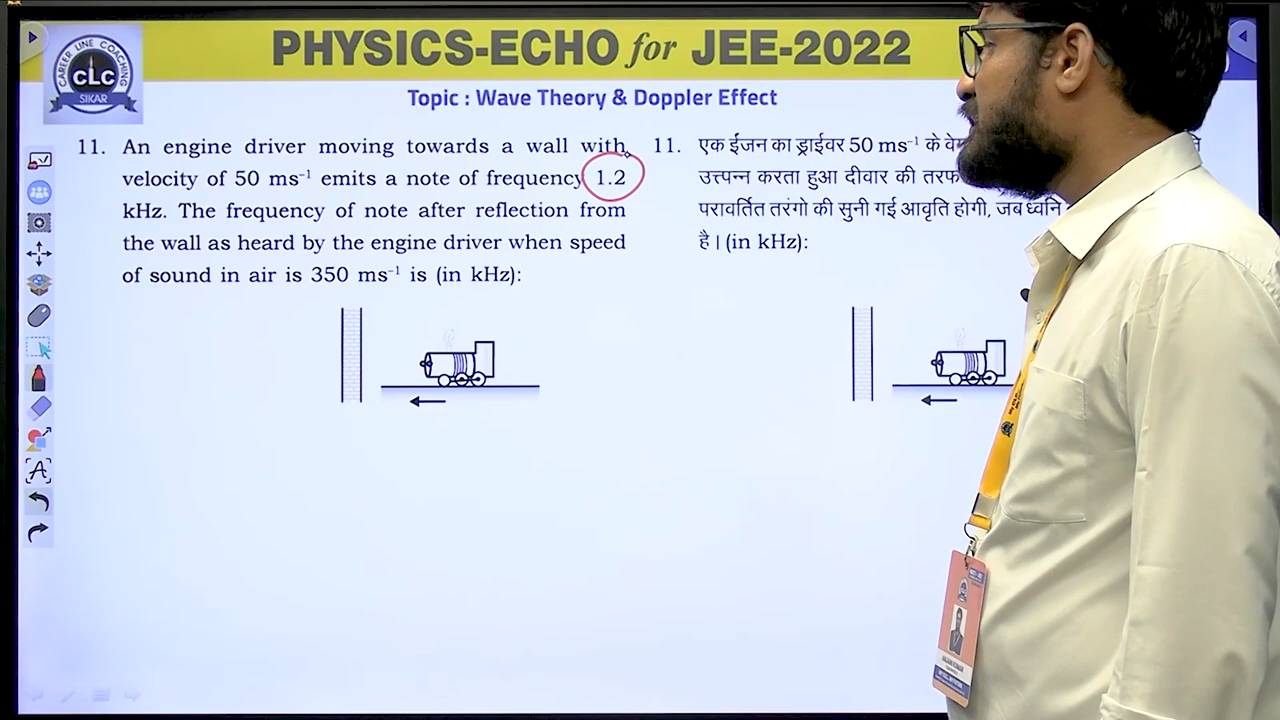 PHYSICS-ECHO for JEE-2022
CAREER LINE COACHING
CLC
SIKAR
Topic : Wave Theory & Doppler Effect
11. An engine driver moving towards a wall with
velocity of 50 ms⁻¹ emits a note of frequency 1.2
kHz. The frequency of note after reflection from
the wall as heard by the engine driver when speed
of sound in air is 350 ms⁻¹ is (in kHz):
11. एक ईंजन का ड्राईवर 50 ms⁻¹ के
उत्त्पन्न करता हुआ दीवार की
परावर्तित तरंगो की सुनी गई आवृति होगी, जब ध्वनि
है। (in kHz):
A